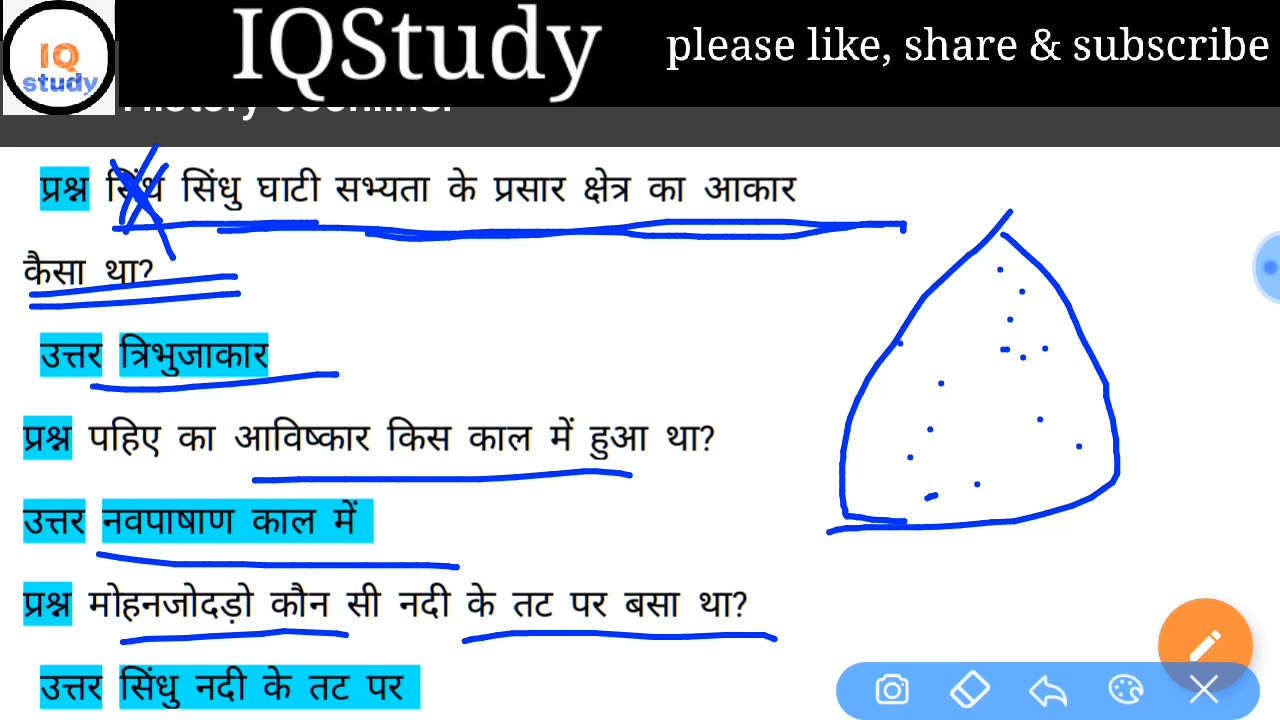 IQ
study
IQStudy
please like, share & subscribe
प्रश्न सिंध सिंधु घाटी सभ्यता के प्रसार क्षेत्र का आकार
कैसा था?
उत्तर त्रिभुजाकार
प्रश्न पहिए का आविष्कार किस काल में हुआ था?
उत्तर नवपाषाण काल में
प्रश्न मोहनजोदड़ो कौन सी नदी के तट पर बसा था?
उत्तर सिंधु नदी के तट पर